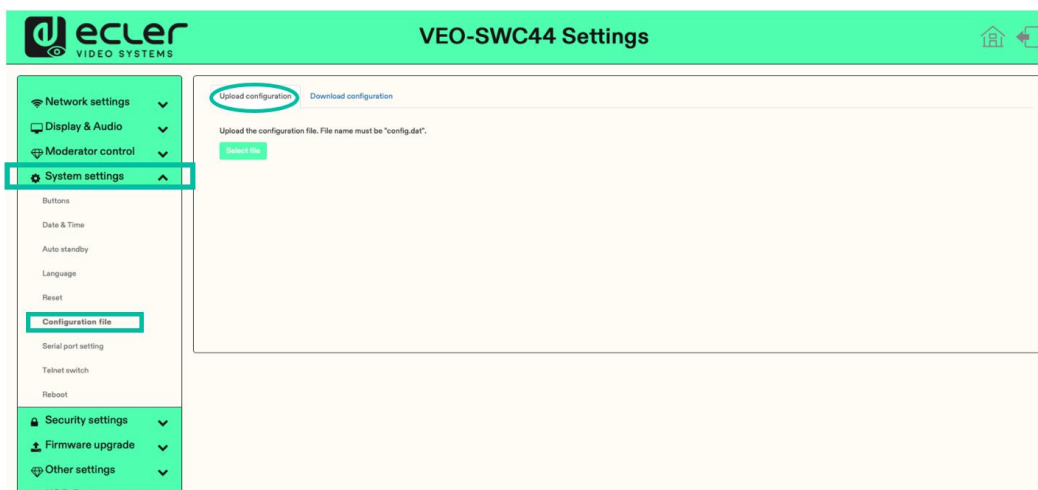 ecler
VIDEO SYSTEMS
VEO-SWC44 Settings
Network settings
Display & Audio
Moderator control
System settings
Buttons
Date & Time
Auto standby
Language
Reset
Configuration file
Serial port setting
Telnet switch
Reboot
Security settings
Firmware upgrade
Other settings
Upload configuration Download configuration
Upload the configuration file. File name must be "config.dat".
Select file